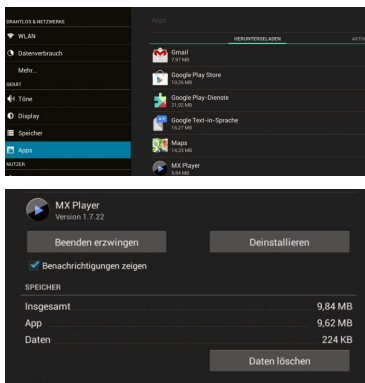 DRAHTLOS & NETZWERKE
WLAN
Datenverbrauch
Mehr...
GERÄT
Töne
Display
Speicher
Apps
NUTZER
Apps
HERUNTERGELADEN
AKTIV
Gmail
7,97 MB
Google Play Store
10,26 MB
Google Play-Dienste
21,02 MB
Google Text-in-Sprache
16,27 MB
Maps
14,33 MB
MX Player
9,84 MB
MX Player
Version 1.7.22
Beenden erzwingen
Deinstallieren
Benachrichtigungen zeigen
SPEICHER
Insgesamt 9,84 MB
App 9,62 MB
Daten 224 KB
Daten löschen